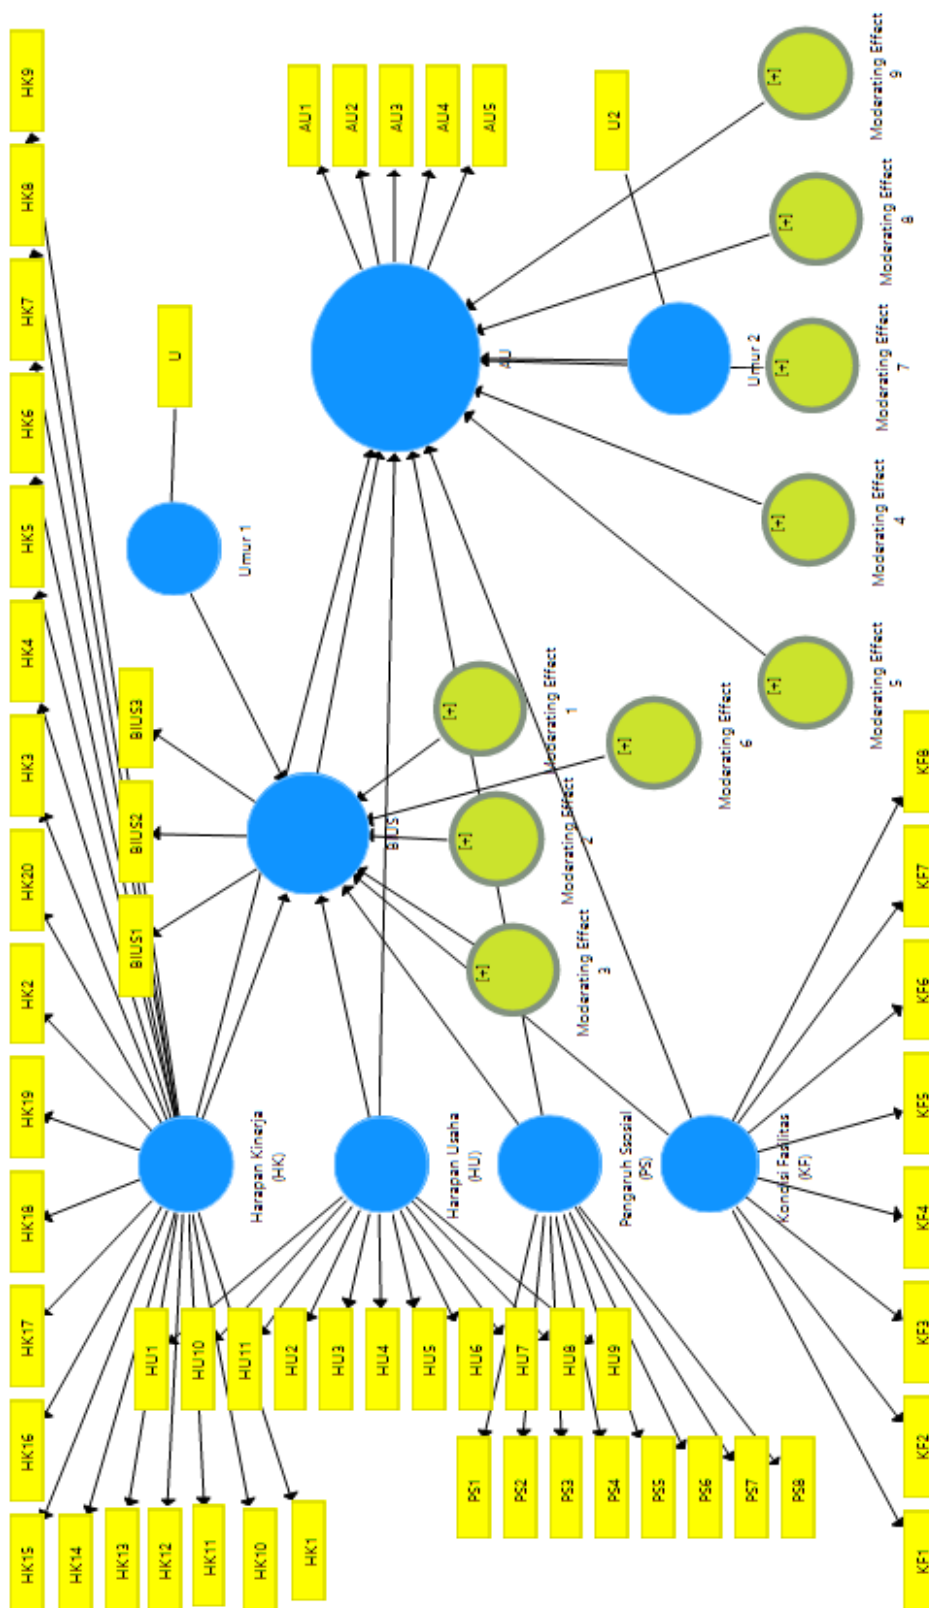 HK15
HK16
HK17
HK18
HK19
HK2
HK20
HK3
HK4
HK5
HK6
HK7
HK8
HK9
HK14
HK13
HK12
HK11
HK10
HK1
HU1
HU10
HU11
HU2
HU3
HU4
HU5
HU6
HU7
HU8
HU9
Harapan Kinerja
(HK)
BIUS1
BIUS2
BIUS3
U
Umur 1
BIUS
AU1
AU2
AU3
AU4
AU5
AU
Harapan Usaha
(HU)
PS1
PS2
PS3
PS4
PS5
PS6
PS7
PS8
Pengaruh Ssosial
(PS)
[+]
Moderating Effect
3
[+]
Moderating Effect
2
[+]
Moderating Effect
1
[+]
Moderating Effect
6
U2
Umur 2
Kondisi Fasilitas
(KF)
[+]
Moderating Effect
5
[+]
Moderating Effect
4
[+]
Moderating Effect
7
[+]
Moderating Effect
8
[+]
Moderating Effect
9
KF1
KF2
KF3
KF4
KF5
KF6
KF7
KF8